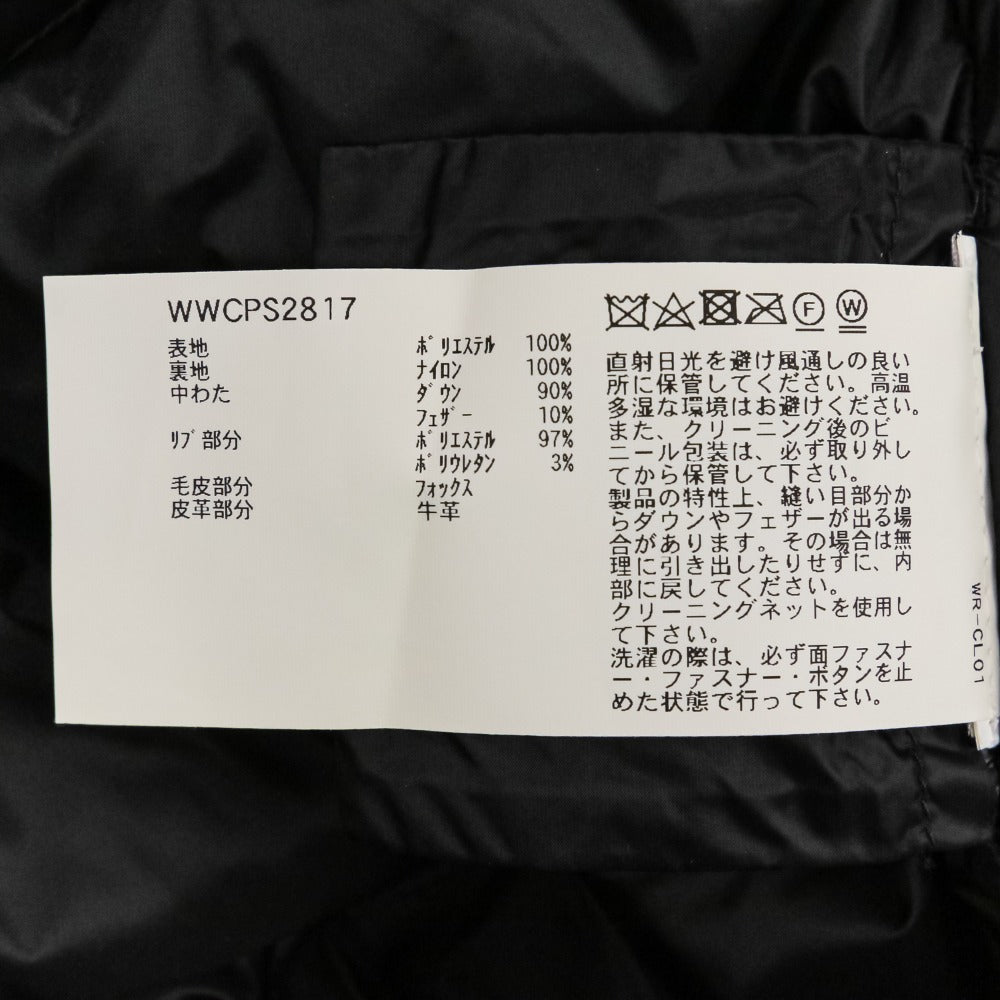 WWCPS2817
表地 ﾎﾟﾘｴｽﾃﾙ 100%
裏地 ﾅｲﾛﾝ 100%
中わた ﾀﾞｳﾝ 90%
ﾌｪｻﾞｰ 10%
ﾘﾌﾞ部分 ﾎﾟﾘｴｽﾃﾙ 97%
ﾎﾟﾘｳﾚﾀﾝ 3%
毛皮部分 ﾌｫｯｸｽ
皮革部分 牛革
F W
直射日光を避け風通しの良い
所に保管してください。高温
多湿な環境はお避けください。
また、クリーニング後のビ
ニール包装は、必ず取り外し
てから保管して下さい。
製品の特性上、縫い目部分か
らダウンやフェザーが出る場
合があります。その場合は無
理に引き出したりせずに、内
部に戻してください。
クリーニングネットを使用し
て下さい。
洗濯の際は、必ず面ファスナ
ー・ファスナー・ボタンを止
めた状態で行って下さい。
WR-CL01